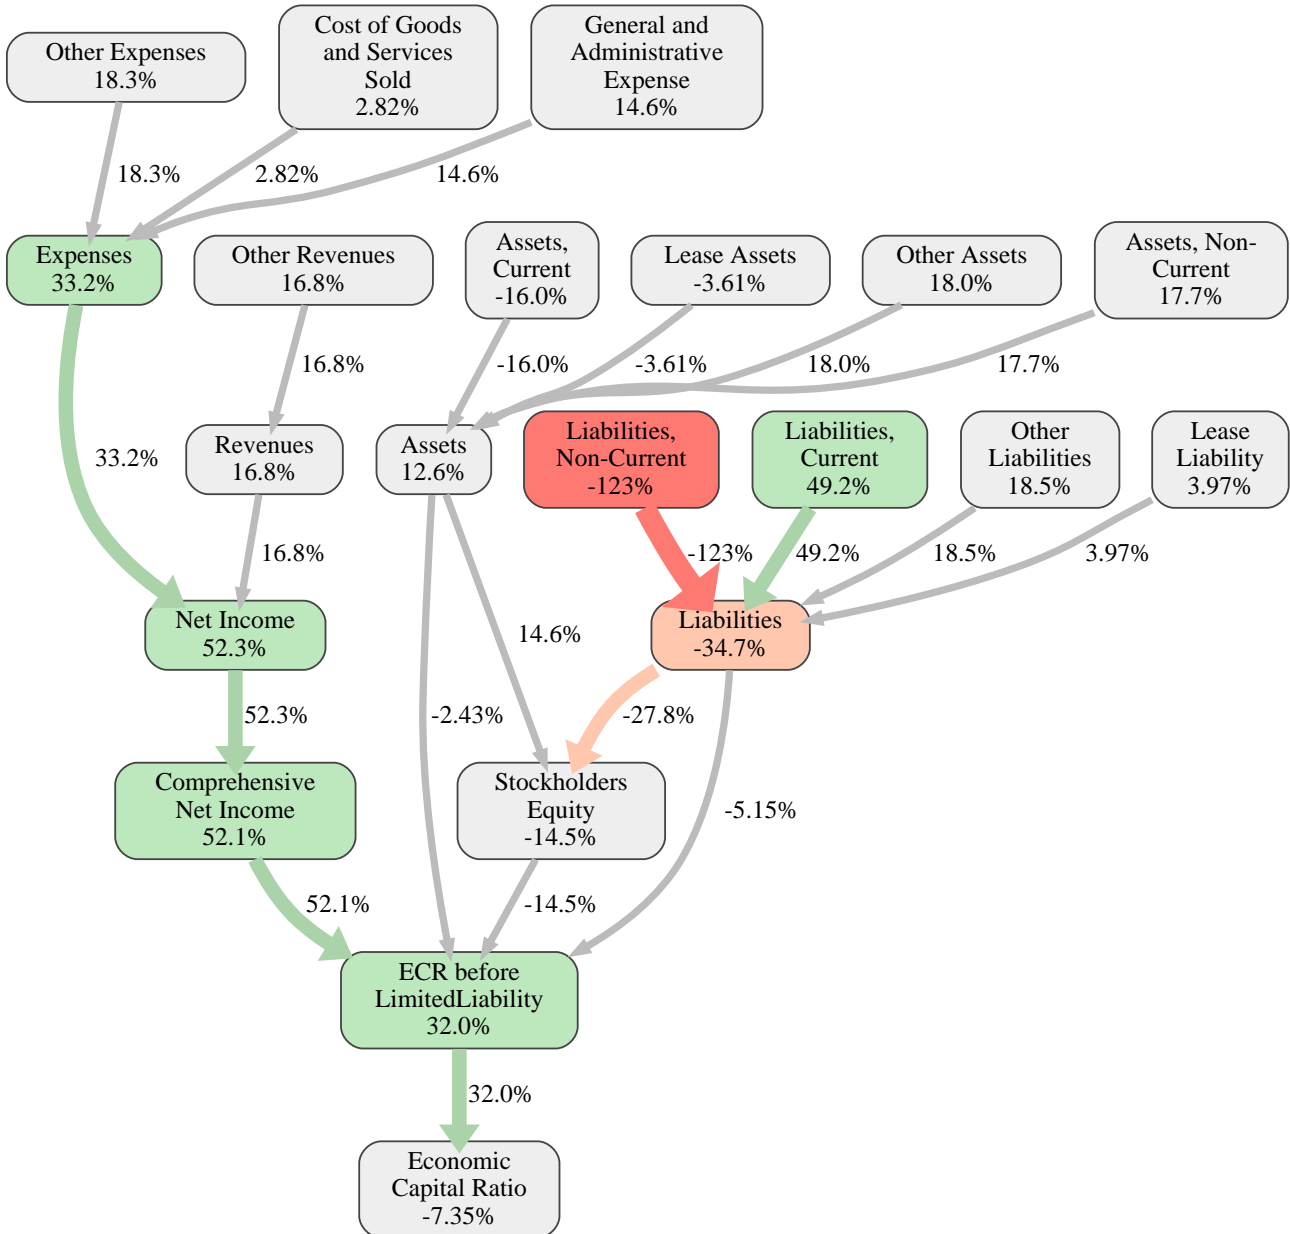 Other Expenses
18.3%
Cost of Goods
and Services
Sold
2.82%
General and
Administrative
Expense
14.6%
18.3%
2.82%
14.6%
Expenses
33.2%
Other Revenues
16.8%
Assets,
Current
-16.0%
Lease Assets
-3.61%
Other Assets
18.0%
Assets, Non-
Current
17.7%
16.8%
-16.0%
-3.61%
18.0%
17.7%
33.2%
Revenues
16.8%
Assets
12.6%
Liabilities,
Non-Current
-123%
Liabilities,
Current
49.2%
Other
Liabilities
18.5%
Lease
Liability
3.97%
16.8%
-123%
49.2%
18.5%
3.97%
Net Income
52.3%
14.6%
Liabilities
-34.7%
52.3%
-2.43%
-27.8%
Comprehensive
Net Income
52.1%
Stockholders
Equity
-14.5%
-5.15%
52.1%
-14.5%
ECR before
LimitedLiability
32.0%
32.0%
Economic
Capital Ratio
-7.35%